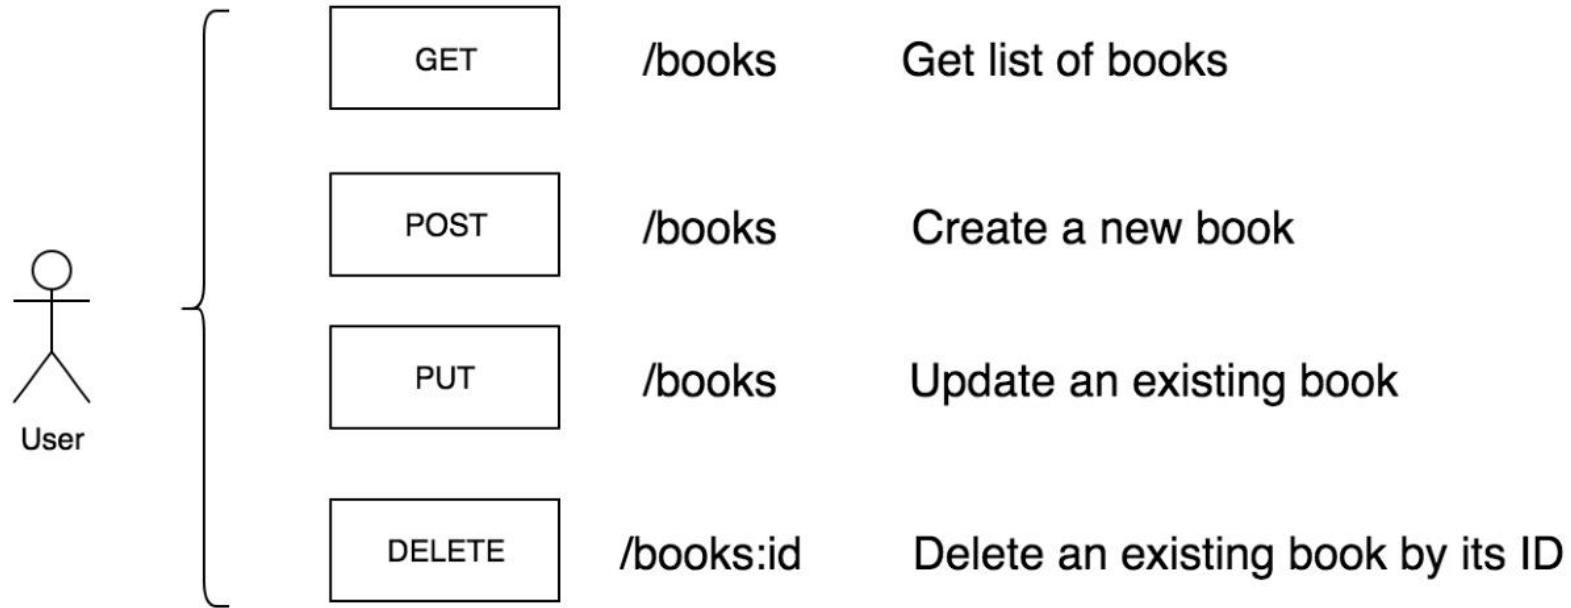 GET /books Get list of books
POST /books Create a new book
PUT /books Update an existing book
DELETE /books:id Delete an existing book by its ID
User